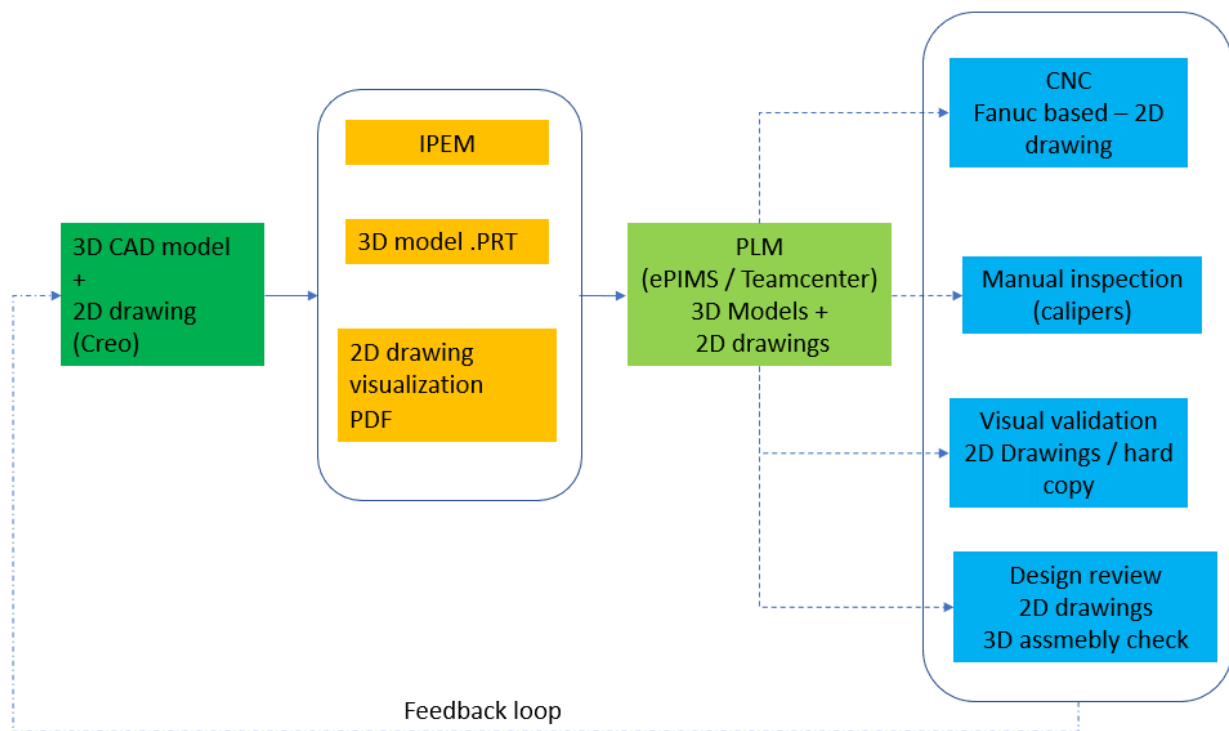 3D CAD model
+
2D drawing
(Creo)
IPEM
3D model .PRT
2D drawing
visualization
PDF
PLM
(ePIMS / Teamcenter)
3D Models +
2D drawings
CNC
Fanuc based – 2D
drawing
Manual inspection
(calipers)
Visual validation
2D Drawings / hard
copy
Design review
2D drawings
3D assmebly check
Feedback loop